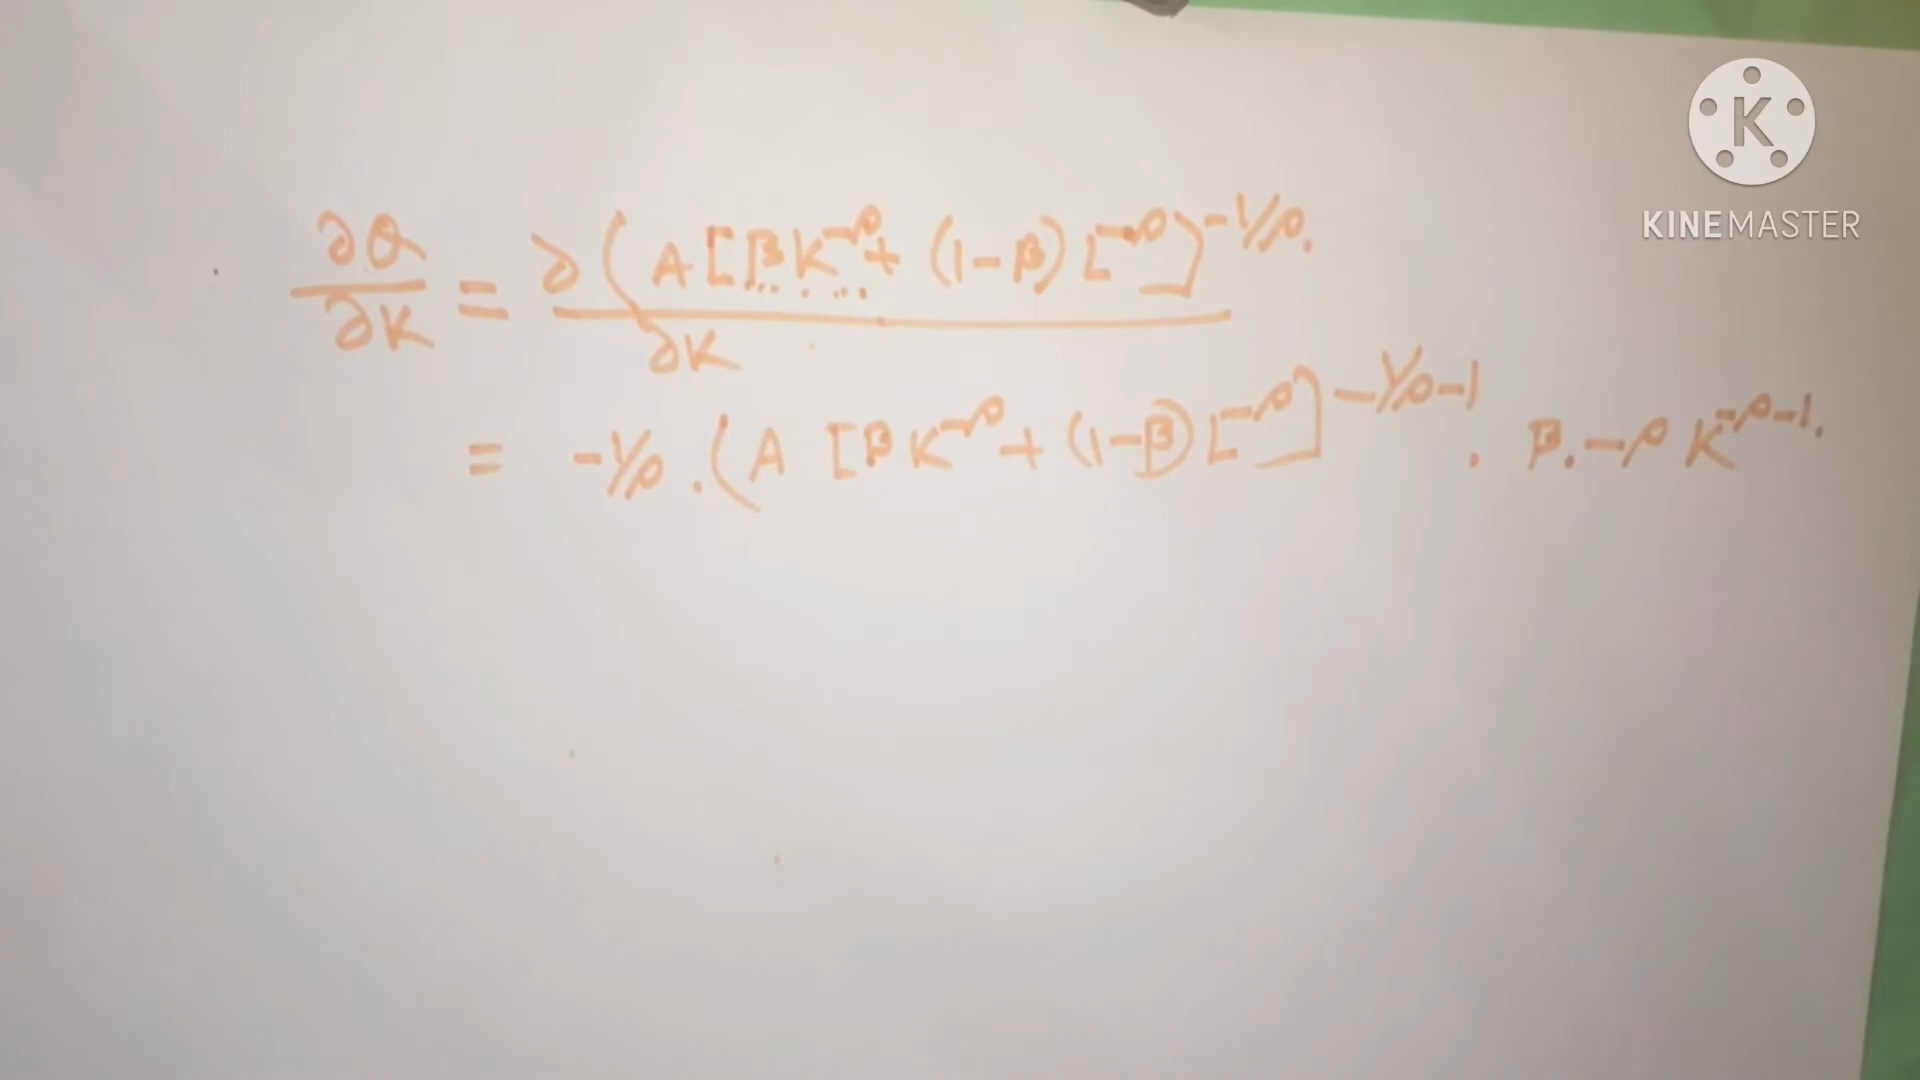 K
KINEMASTER
∂Q/∂K = ∂(A[βK^-ρ + (1-β)L^-ρ]^-1/ρ. / ∂K
= -1/ρ . (A [βK^-ρ + (1-β)L^-ρ]^-1/ρ-1 . β.-ρ K^-ρ-1.